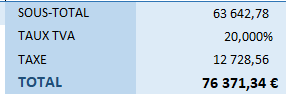 SOUS-TOTAL 63 642,78
TAUX TVA 20,000%
TAXE 12 728,56
TOTAL 76 371,34 €